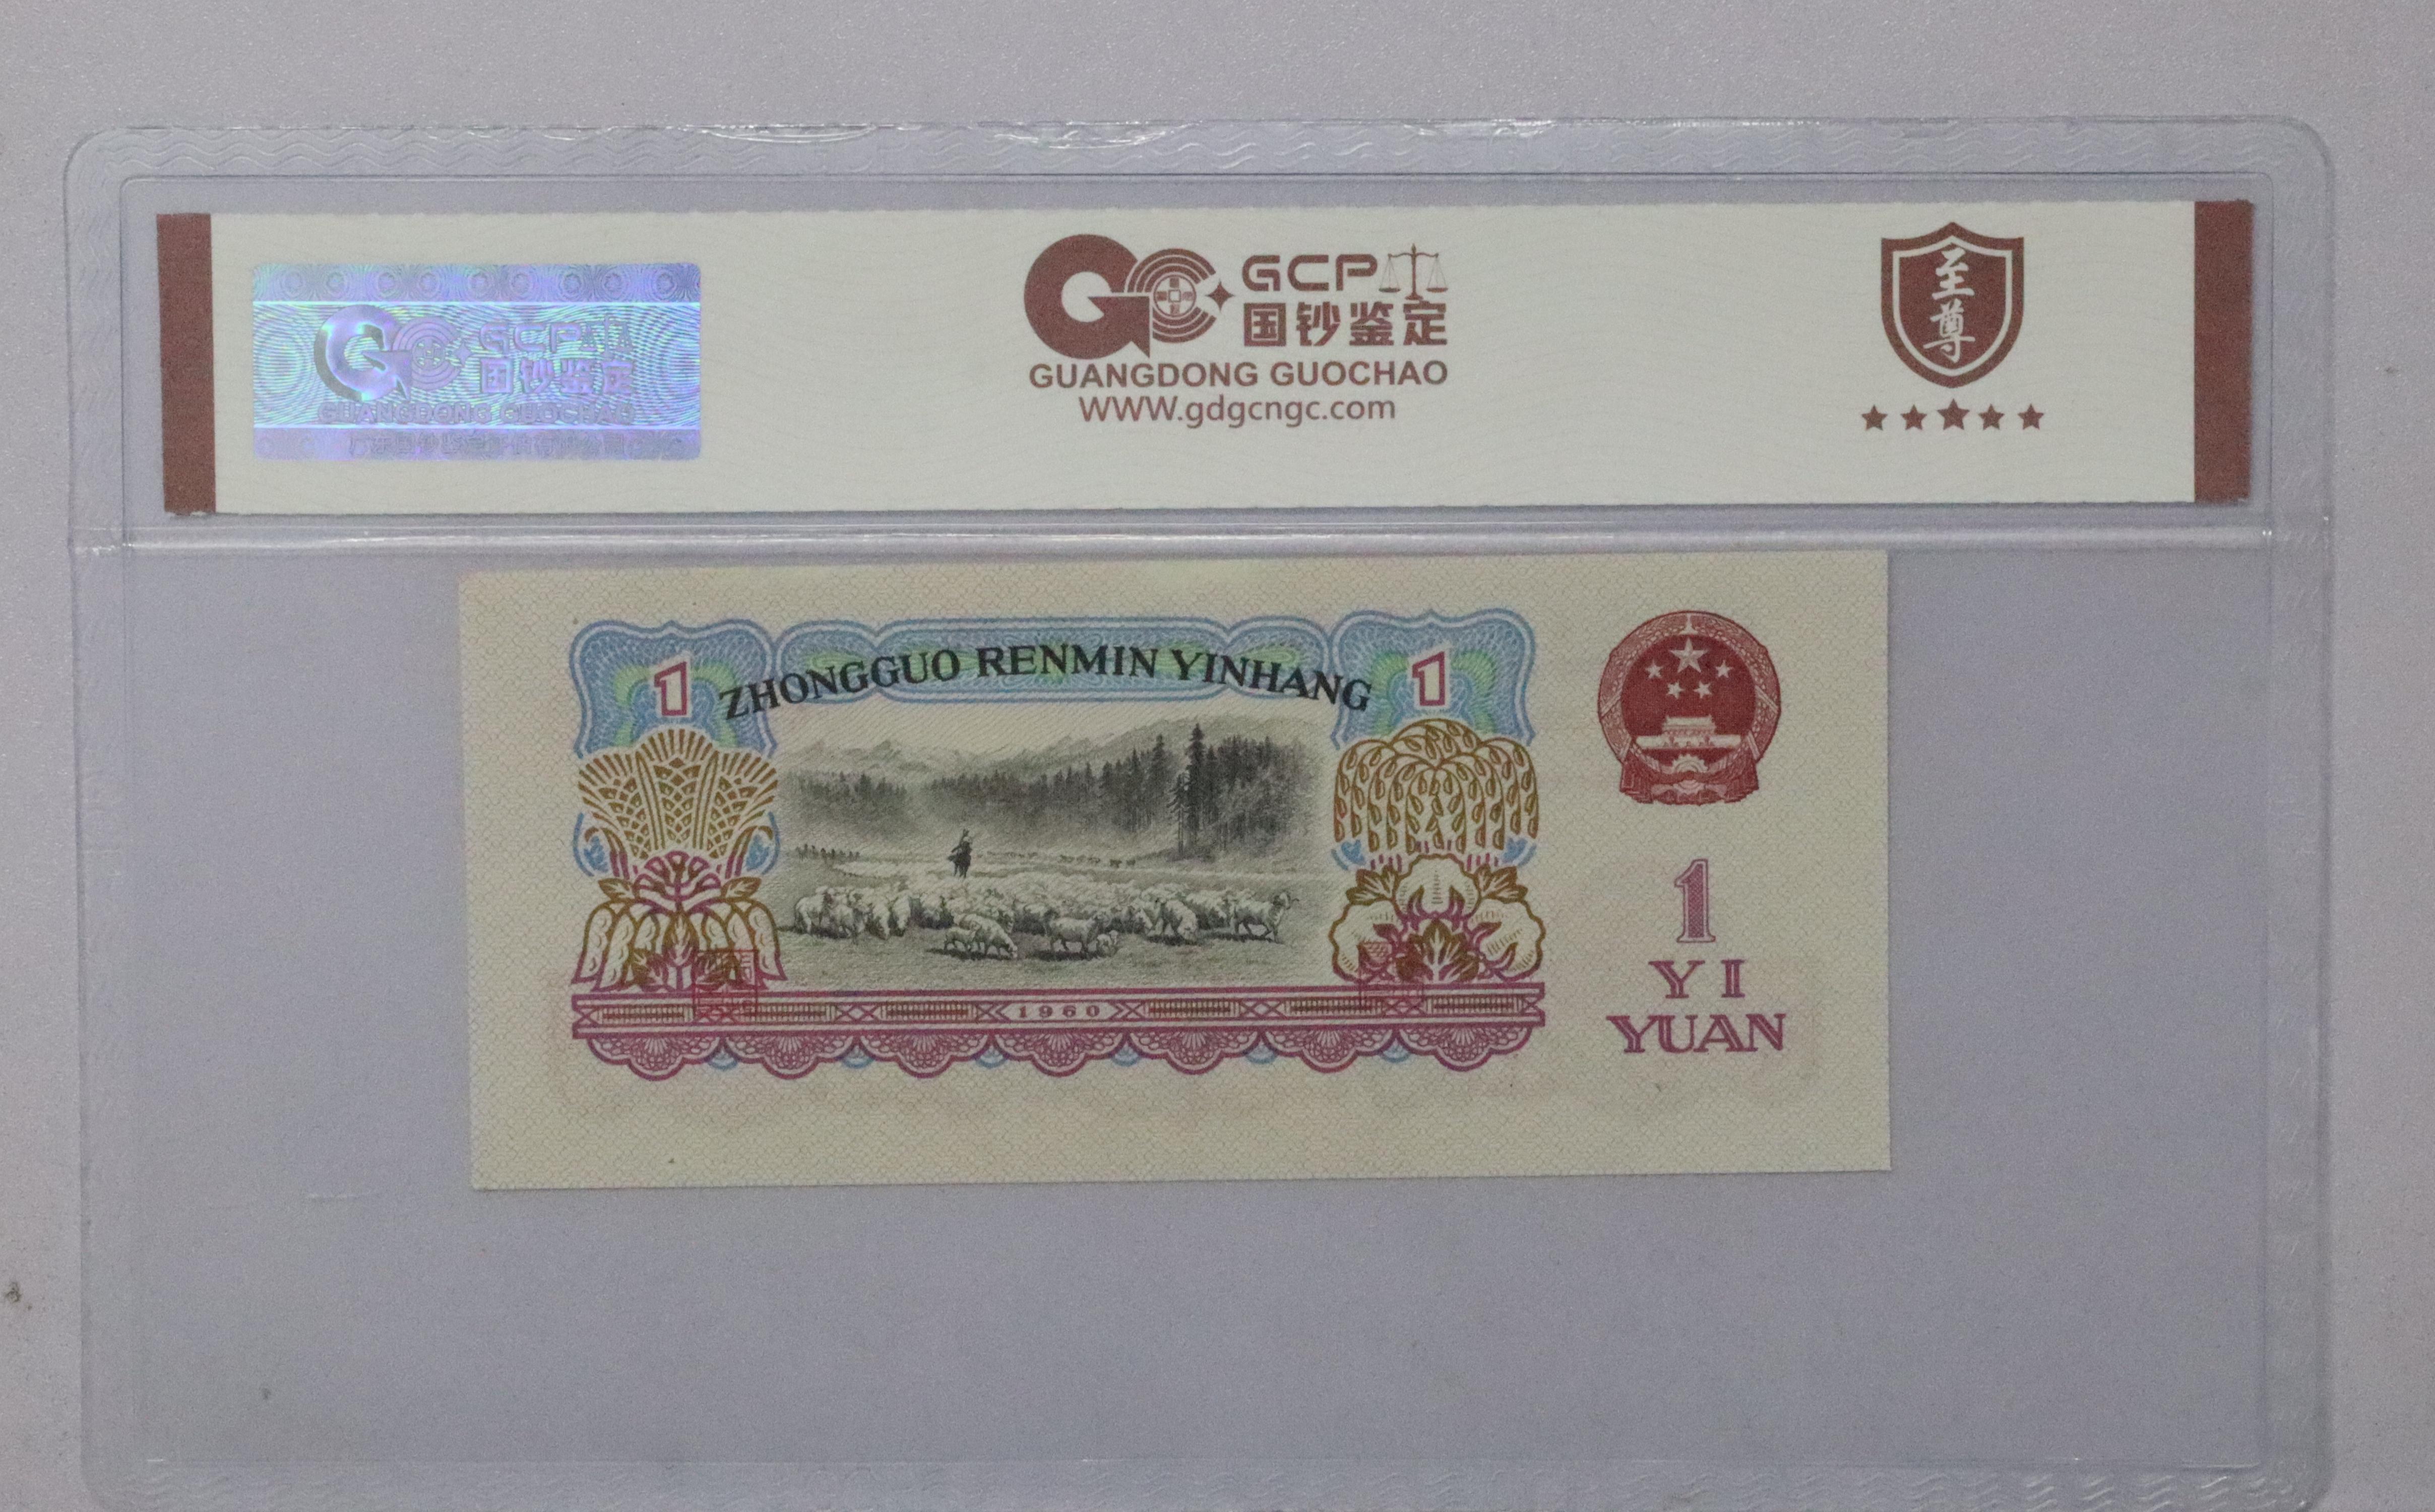 GCP
国钞鉴定
GUANGDONG GUOCHAO
GCP
国钞鉴定
GUANGDONG GUOCHAO
WWW.gdgcngc.com
至尊
1
ZHONGGUO RENMIN YINHANG
1
1960
1
YI
YUAN